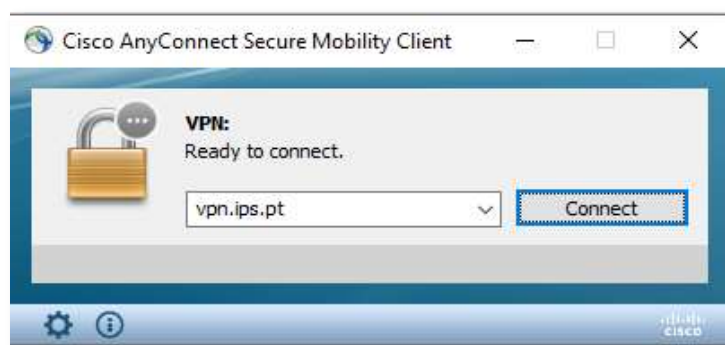 Cisco AnyConnect Secure Mobility Client
VPN:
Ready to connect.
vpn.ips.pt
Connect
cisco